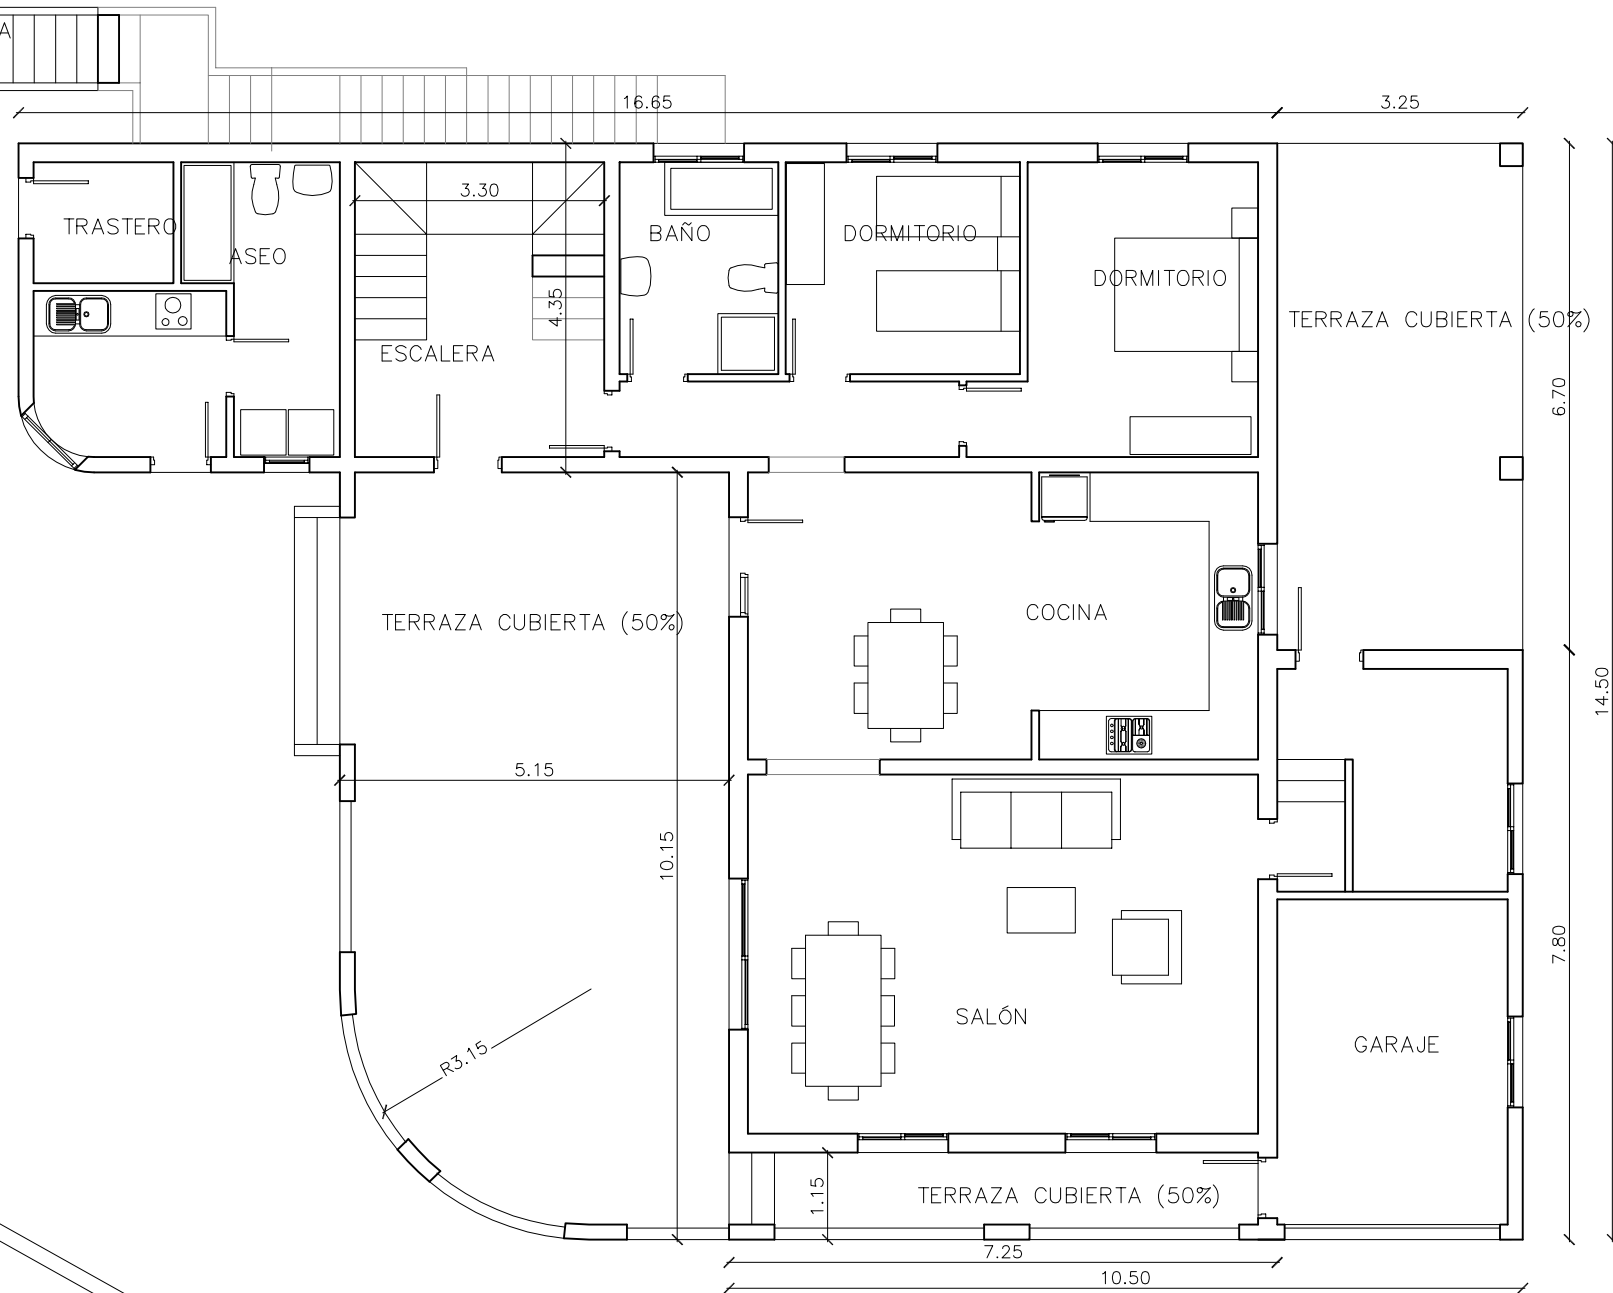 A
16.65
3.25
3.30
TRASTERO
BAÑO
DORMITORIO
ASEO
DORMITORIO
4.35
TERRAZA CUBIERTA (50%)
ESCALERA
6.70
COCINA
TERRAZA CUBIERTA (50%)
14.50
5.15
10.15
7.80
SALÓN
GARAJE
R3.15
1.15
TERRAZA CUBIERTA (50%)
7.25
10.50